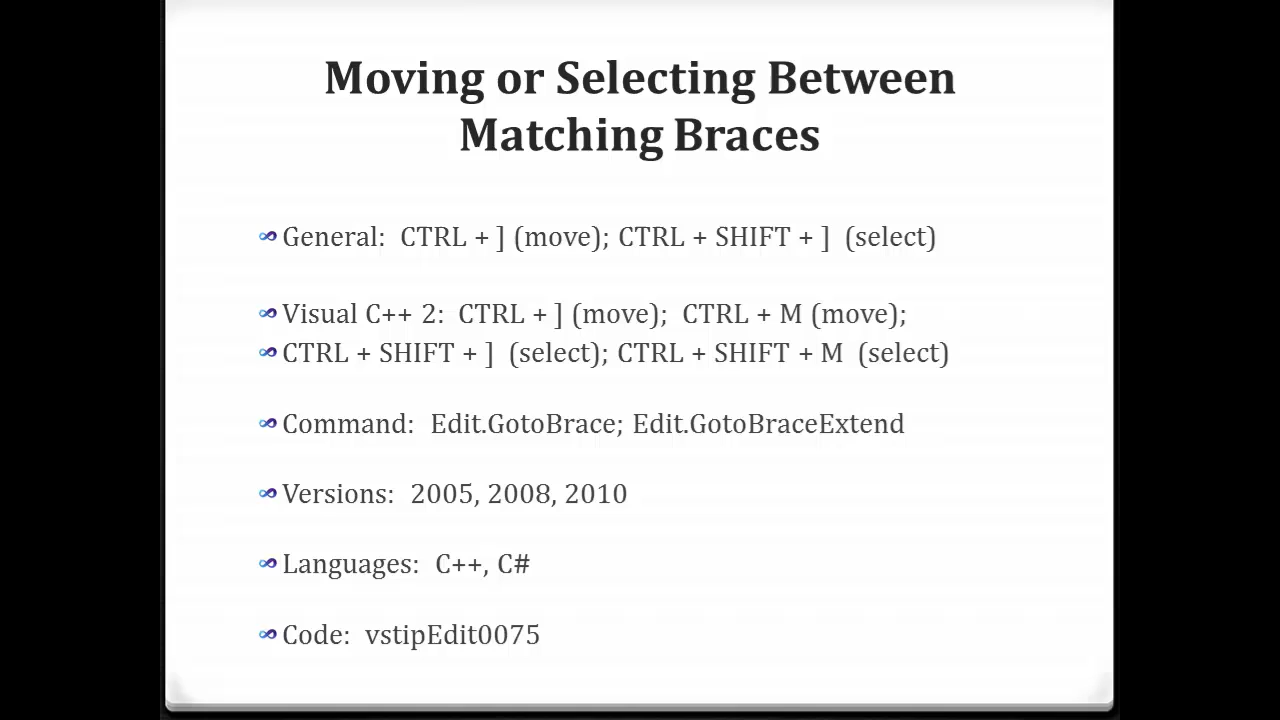 Moving or Selecting Between
Matching Braces
General:  CTRL + ] (move); CTRL + SHIFT + ]  (select)
Visual C++ 2:  CTRL + ] (move);  CTRL + M (move);
CTRL + SHIFT + ]  (select); CTRL + SHIFT + M  (select)
Command:  Edit.GotoBrace; Edit.GotoBraceExtend
Versions:  2005, 2008, 2010
Languages:  C++, C#
Code:  vstipEdit0075